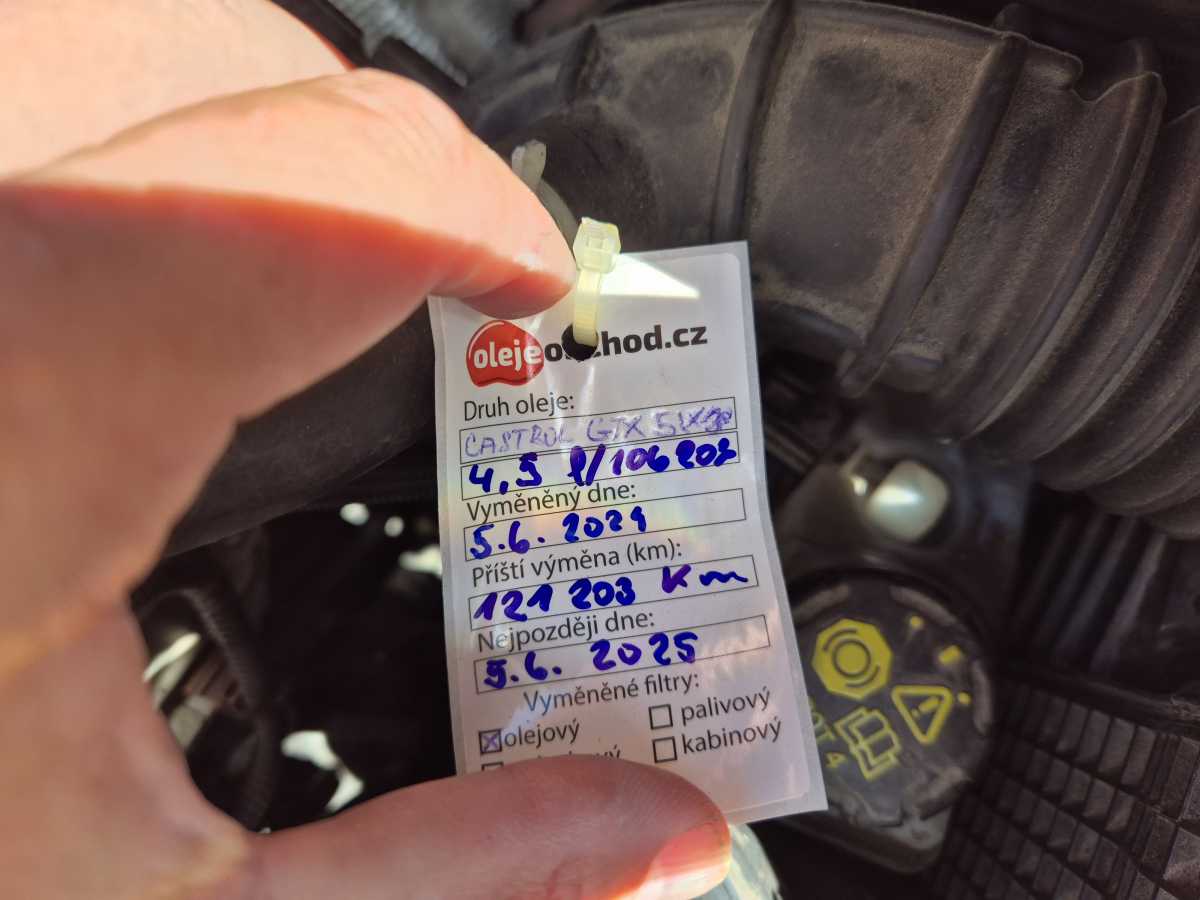 olejeobchod.cz
Druh oleje:
CASTROL GTX
4,5 l/106 203
Vyměněný dne:
5.6. 2024
Příští výměna (km):
121 203 Km
Nejpozději dne:
5.6. 2025
Vyměněné filtry:
olejový
palivový
kabinový